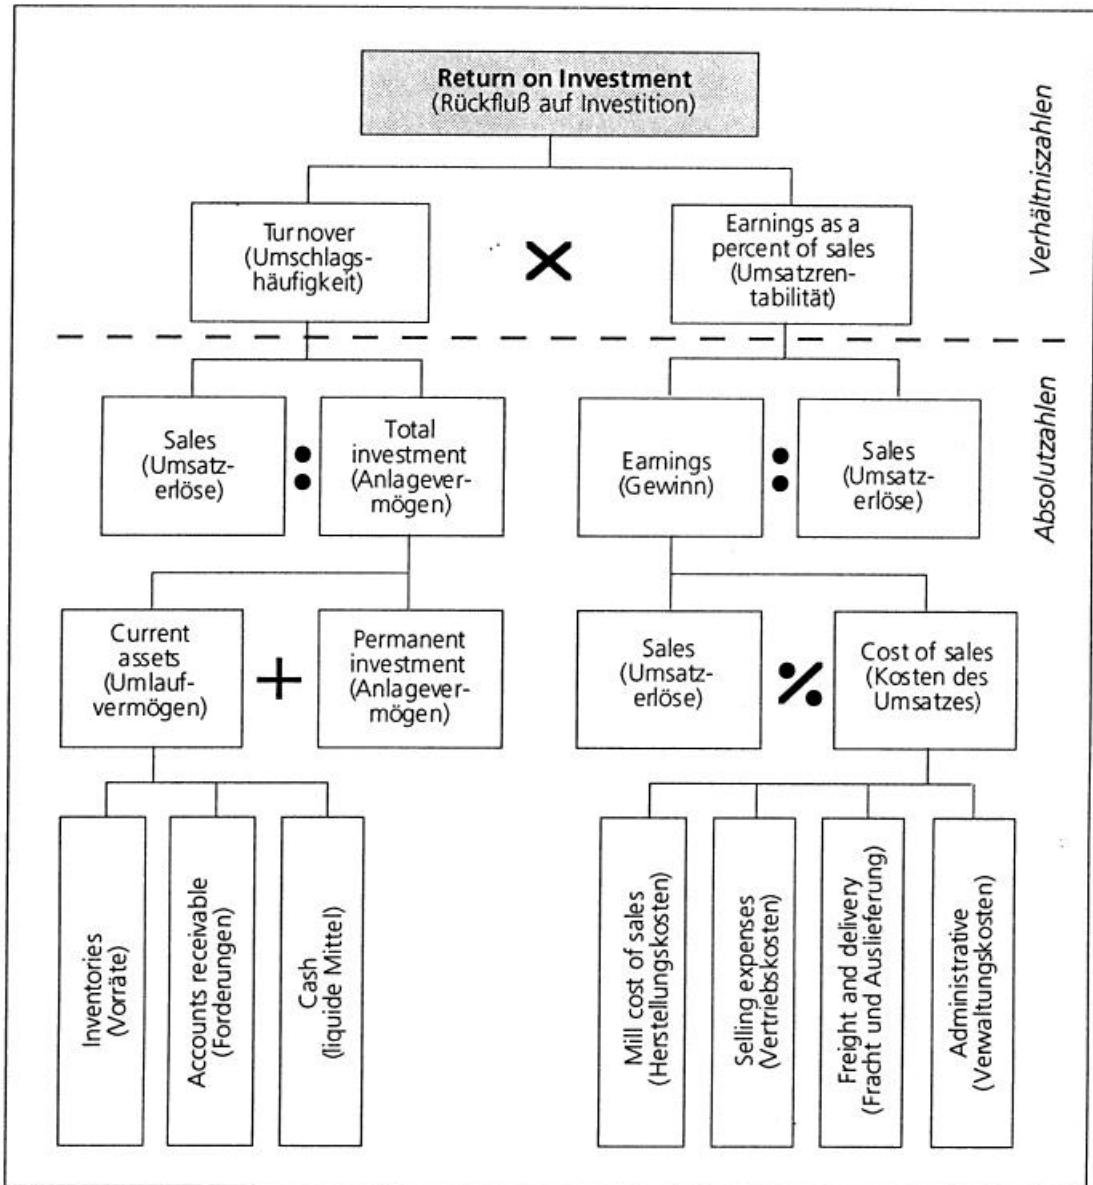 Return on Investment
(Rückfluß auf Investition)
Verhältniszahlen
Turnover
(Umschlags-
häufigkeit)
×
Earnings as a
percent of sales
(Umsatzren-
tabilität)
Absolutzahlen
Sales
(Umsatz-
erlöse)
:
Total
investment
(Anlagever-
mögen)
Earnings
(Gewinn)
:
Sales
(Umsatz-
erlöse)
Current
assets
(Umlauf-
vermögen)
+
Permanent
investment
(Anlagever-
mögen)
Sales
(Umsatz-
erlöse)
%
Cost of sales
(Kosten des
Umsatzes)
Inventories
(Vorräte)
Accounts receivable
(Forderungen)
Cash
(liquide Mittel)
Mill cost of sales
(Herstellungskosten)
Selling expenses
(Vertriebskosten)
Freight and delivery
(Fracht und Auslieferung)
Administrative
(Verwaltungskosten)